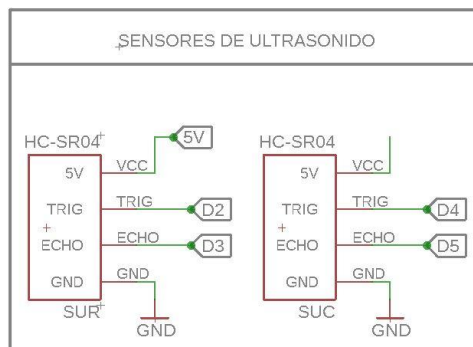 SENSORES DE ULTRASONIDO
HC-SR04
5V
VCC
5V
TRIG
TRIG
D2
ECHO
ECHO
D3
GND
GND
SUR
GND
HC-SR04
VCC
5V
TRIG
TRIG
D4
ECHO
ECHO
D5
GND
GND
SUC
GND